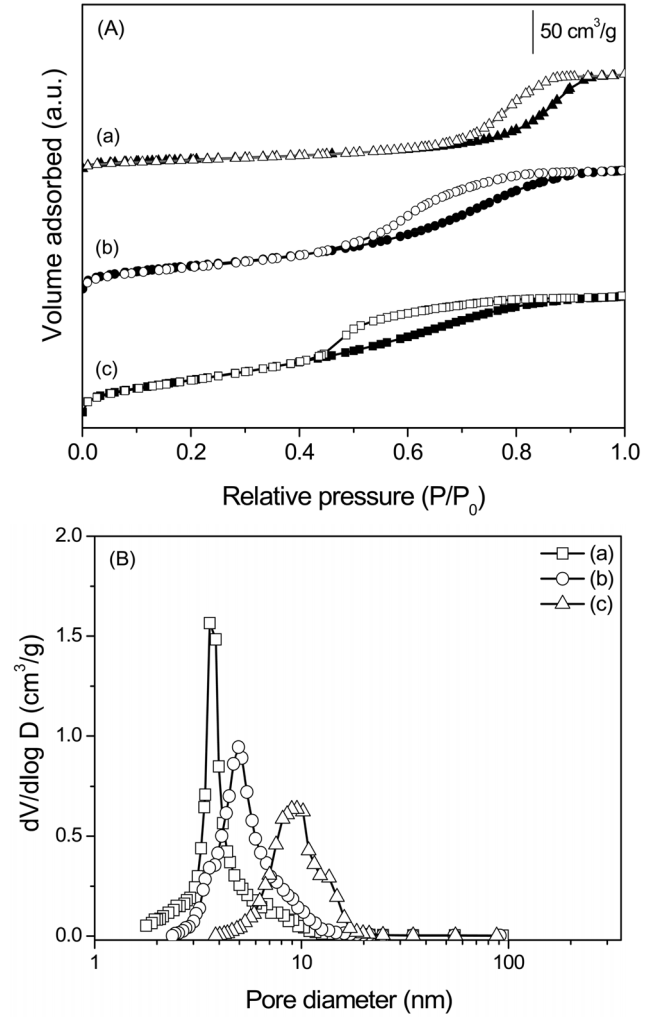 (A)
50 cm³/g
(a)
(b)
(c)
Volume adsorbed (a.u.)
0.0 0.2 0.4 0.6 0.8 1.0
Relative pressure (P/P₀)
(B)
(a)
(b)
(c)
2.0
1.5
1.0
0.5
0.0
dV/dlog D (cm³/g)
1 10 100
Pore diameter (nm)